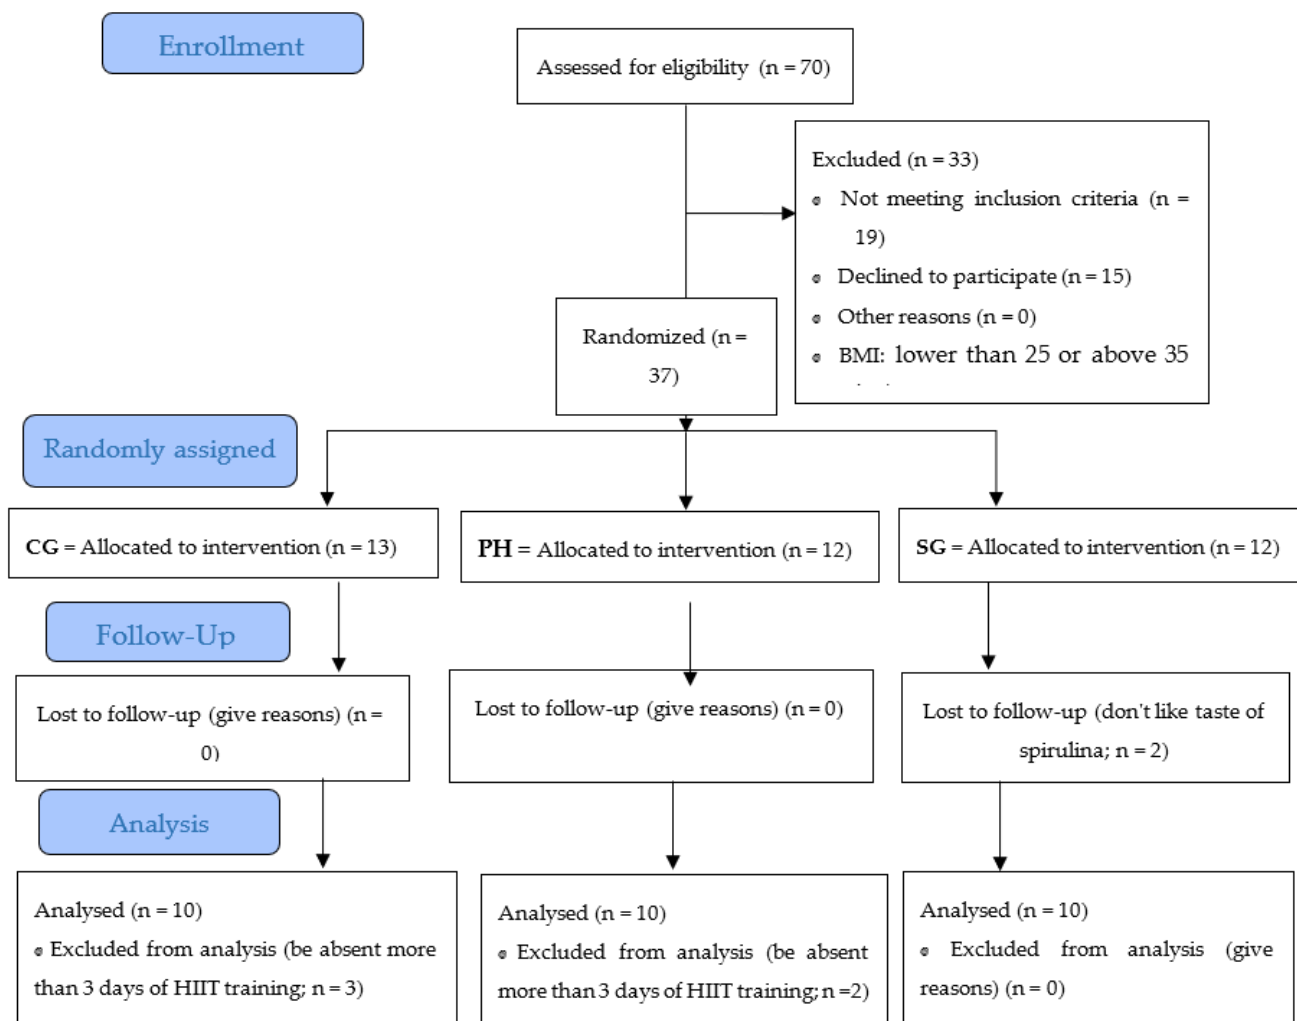 Enrollment
Assessed for eligibility (n = 70)
Excluded (n = 33)
Not meeting inclusion criteria (n =
19)
Declined to participate (n = 15)
Other reasons (n = 0)
BMI: lower than 25 or above 35
Randomized (n =
37)
Randomly assigned
CG = Allocated to intervention (n = 13)
PH = Allocated to intervention (n = 12)
SG = Allocated to intervention (n = 12)
Follow-Up
Lost to follow-up (give reasons) (n =
0)
Lost to follow-up (give reasons) (n = 0)
Lost to follow-up (don't like taste of
spirulina; n = 2)
Analysis
Analysed (n = 10)
Excluded from analysis (be absent more
than 3 days of HIIT training; n = 3)
Analysed (n = 10)
Excluded from analysis (be absent
more than 3 days of HIIT training; n =2)
Analysed (n = 10)
Excluded from analysis (give
reasons) (n = 0)